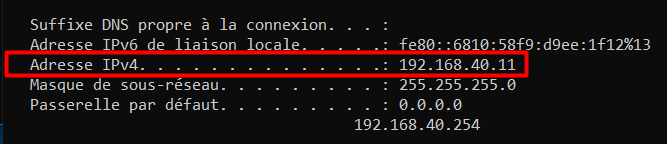 Suffixe DNS propre à la connexion. . . :
Adresse IPv6 de liaison locale. . . . .: fe80::6810:58f9:d9ee:1f12%13
Adresse IPv4. . . . . . . . . . . . . .: 192.168.40.11
Masque de sous-réseau. . . . . . . . . : 255.255.255.0
Passerelle par défaut. . . . . . . . . : 0.0.0.0
192.168.40.254